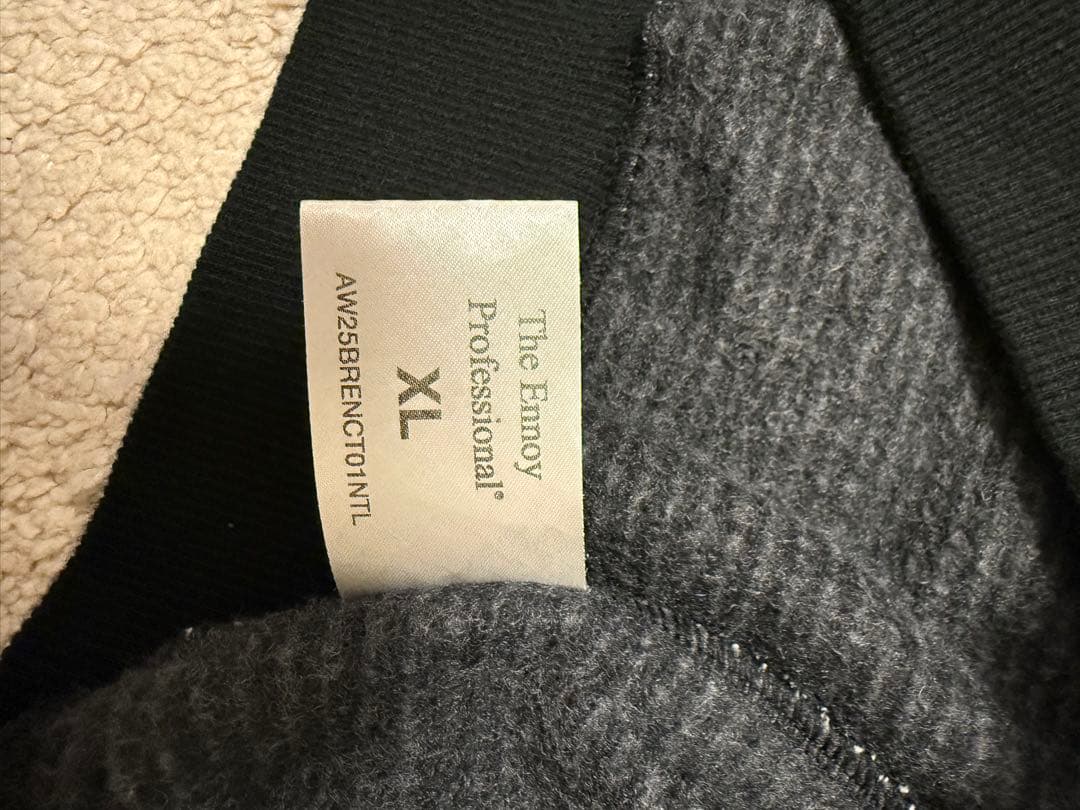 The Ennoy
Professional®
XL
AW25BRENCT01NTL